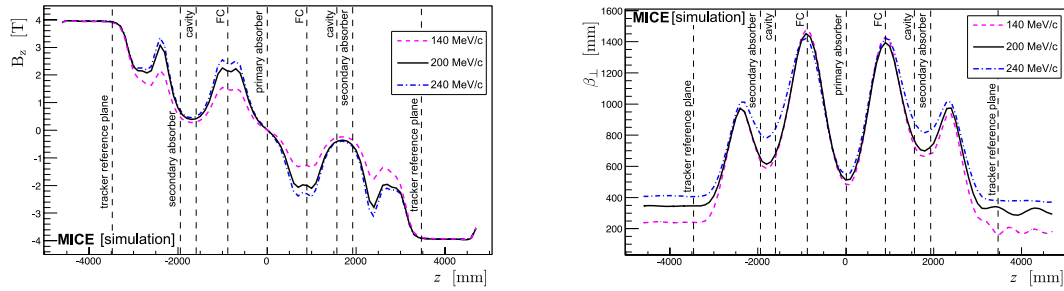 B_z [T]
4
3
2
1
0
-1
-2
-3
-4
tracker reference plane
secondary absorber
cavity
FC
primary absorber
FC
cavity
secondary absorber
tracker reference plane
140 MeV/c
200 MeV/c
240 MeV/c
MICE [simulation]
-4000 -2000 0 2000 4000
z [mm]
MICE [simulation]
β⊥ [mm]
1600
1400
1200
1000
800
600
400
200
tracker reference plane
secondary absorber
cavity
FC
primary absorber
FC
cavity
secondary absorber
tracker reference plane
140 MeV/c
200 MeV/c
240 MeV/c
-4000 -2000 0 2000 4000
z [mm]